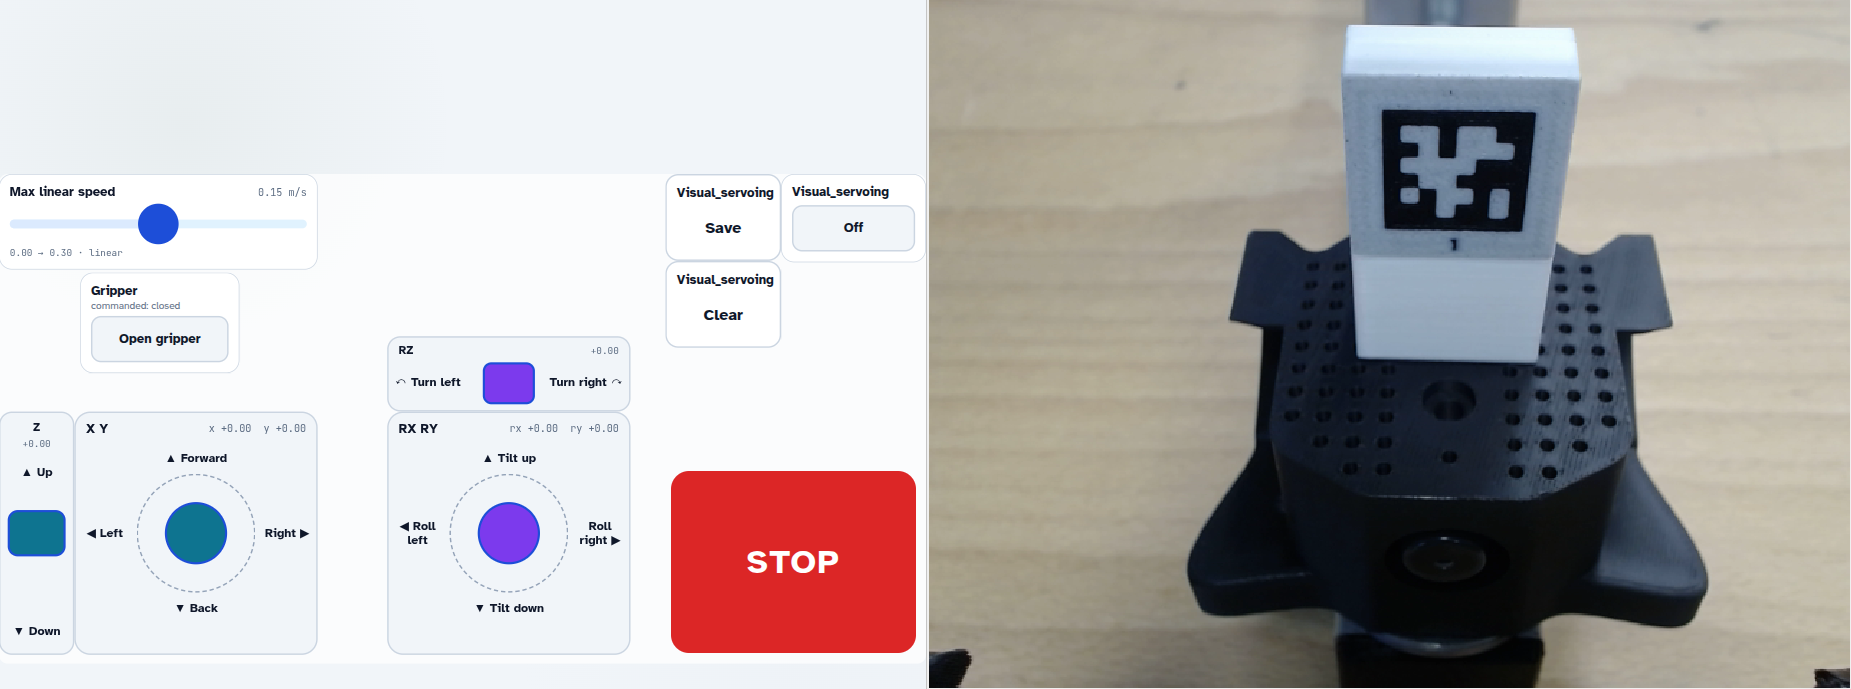 Max linear speed 0.15 m/s
0.00 → 0.30 · linear
Gripper
commanded: closed
Open gripper
Visual_servoing
Save
Visual_servoing
Off
Visual_servoing
Clear
RZ +0.00
↶ Turn left
Turn right ↷
Z
+0.00
▲ Up
▼ Down
X Y x +0.00 y +0.00
▲ Forward
◀ Left
Right ▶
▼ Back
RX RY rx +0.00 ry +0.00
▲ Tilt up
◀ Roll
left
Roll
right ▶
▼ Tilt down
STOP
1